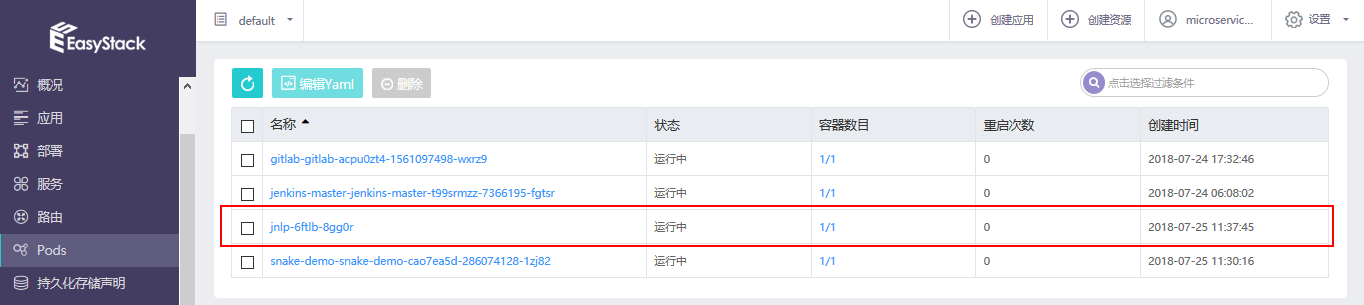 EasyStack
default
创建应用
创建资源
microservic...
设置
概况
应用
部署
服务
路由
Pods
持久化存储声明
编辑Yaml
删除
点击选择过滤条件
名称 状态 容器数目 重启次数 创建时间
gitlab-gitlab-acpu0zt4-1561097498-wxrz9 运行中 1/1 0 2018-07-24 17:32:46
jenkins-master-jenkins-master-t99srmzz-7366195-fgtsr 运行中 1/1 0 2018-07-24 06:08:02
jnlp-6ftlb-8gg0r 运行中 1/1 0 2018-07-25 11:37:45
snake-demo-snake-demo-cao7ea5d-286074128-1zj82 运行中 1/1 0 2018-07-25 11:30:16